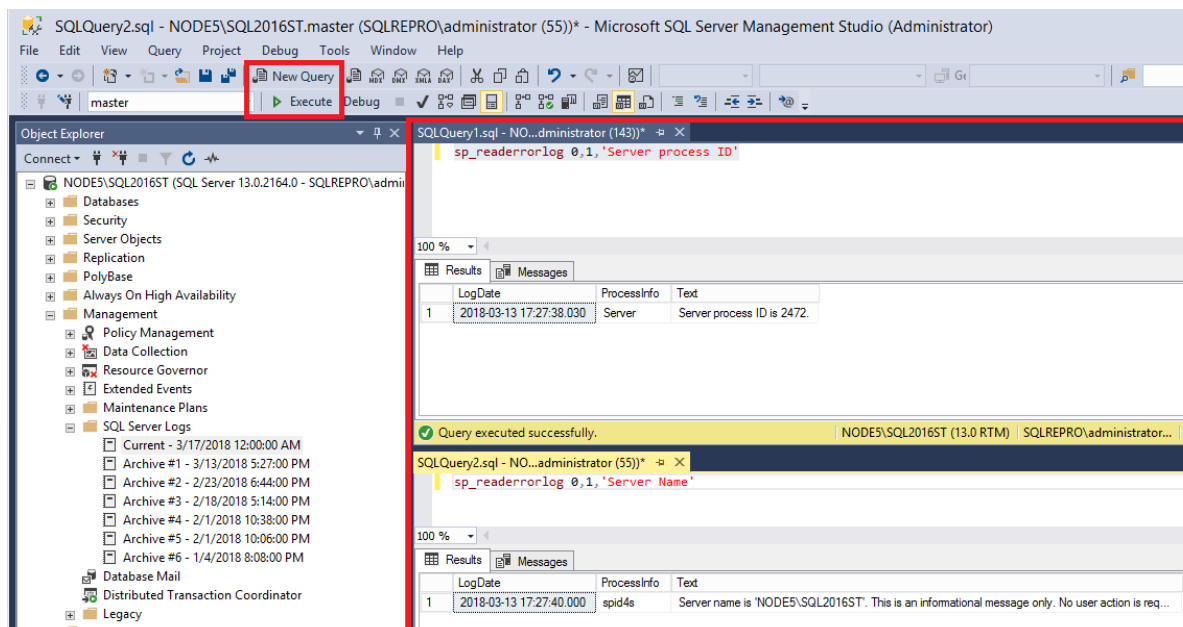 SQLQuery2.sql - NODE5\SQL2016ST.master (SQLREPRO\administrator (55))* - Microsoft SQL Server Management Studio (Administrator)
File Edit View Query Project Debug Tools Window Help
New Query MDX DMX XMLA DAX
master Execute Debug
Object Explorer
Connect
NODE5\SQL2016ST (SQL Server 13.0.2164.0 - SQLREPRO\admi
Databases
Security
Server Objects
Replication
PolyBase
Always On High Availability
Management
Policy Management
Data Collection
Resource Governor
Extended Events
Maintenance Plans
SQL Server Logs
Current - 3/17/2018 12:00:00 AM
Archive #1 - 3/13/2018 5:27:00 PM
Archive #2 - 2/23/2018 6:44:00 PM
Archive #3 - 2/18/2018 5:14:00 PM
Archive #4 - 2/1/2018 10:38:00 PM
Archive #5 - 2/1/2018 10:06:00 PM
Archive #6 - 1/4/2018 8:08:00 PM
Database Mail
Distributed Transaction Coordinator
Legacy
SQLQuery1.sql - NO...dministrator (143))*
sp_readerrorlog 0,1,'Server process ID'
100 %
Results Messages
LogDate ProcessInfo Text
1 2018-03-13 17:27:38.030 Server Server process ID is 2472.
Query executed successfully. NODE5\SQL2016ST (13.0 RTM) SQLREPRO\administrator...
SQLQuery2.sql - NO...administrator (55))*
sp_readerrorlog 0,1,'Server Name'
100 %
Results Messages
LogDate ProcessInfo Text
1 2018-03-13 17:27:40.000 spid4s Server name is 'NODE5\SQL2016ST'. This is an informational message only. No user action is req...